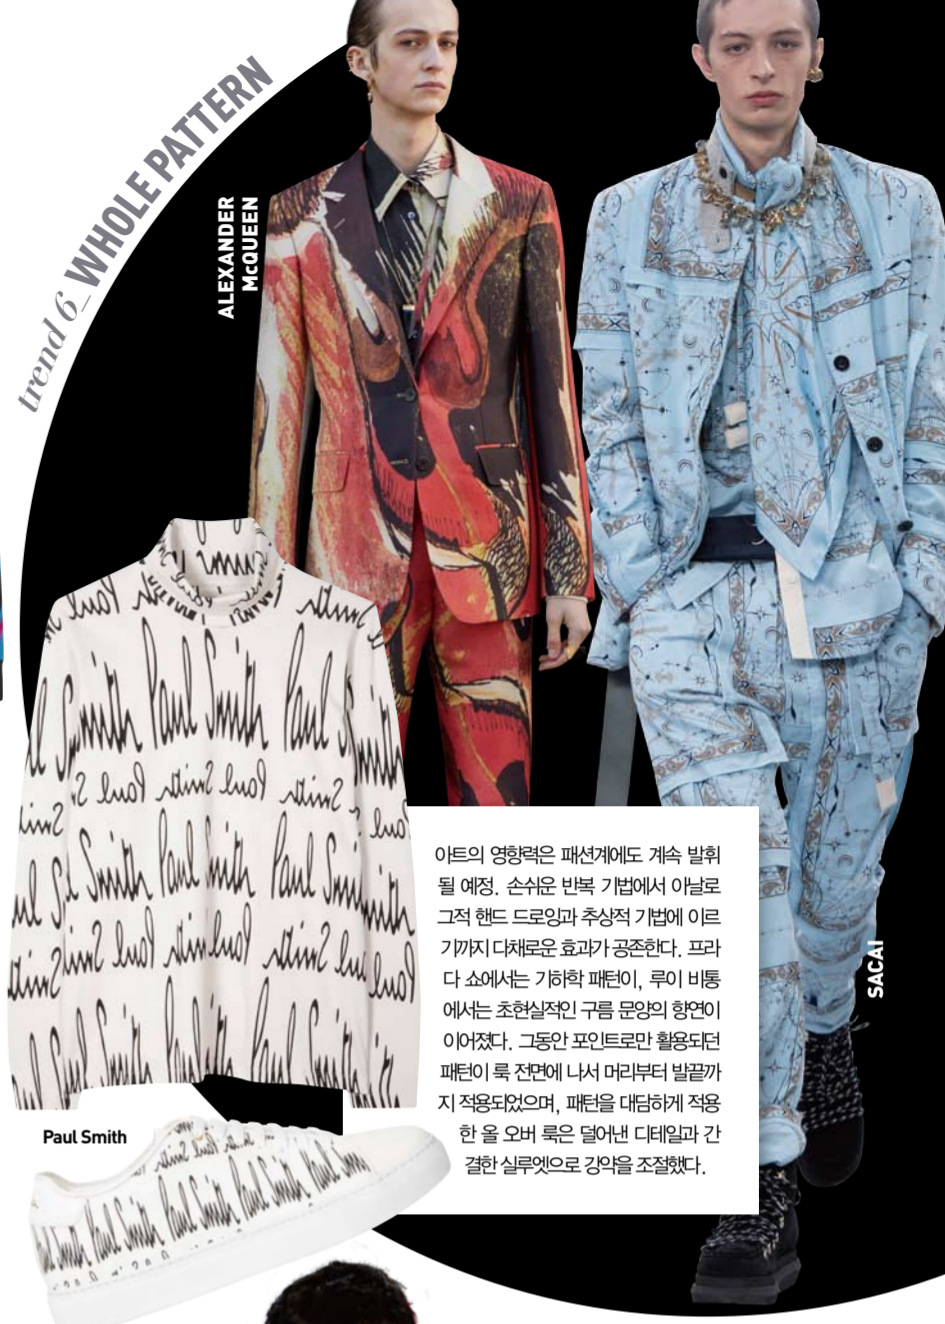 trend 6_WHOLE PATTERN
ALEXANDER
McQUEEN
SACAI
아트의 영향력은 패션계에도 계속 발휘
될 예정. 손쉬운 반복 기법에서 아날로
그적 핸드 드로잉과 추상적 기법에 이르
기까지 다채로운 효과가 공존한다. 프라
다 쇼에서는 기하학 패턴이, 루이 비통
에서는 초현실적인 구름 문양의 향연이
이어졌다. 그동안 포인트로만 활용되던
패턴이 룩 전면에 나서 머리부터 발끝까
지 적용되었으며, 패턴을 대담하게 적용
한 올 오버 룩은 덜어낸 디테일과 간
결한 실루엣으로 강약을 조절했다.
Paul Smith
Paul Smith Paul Smith